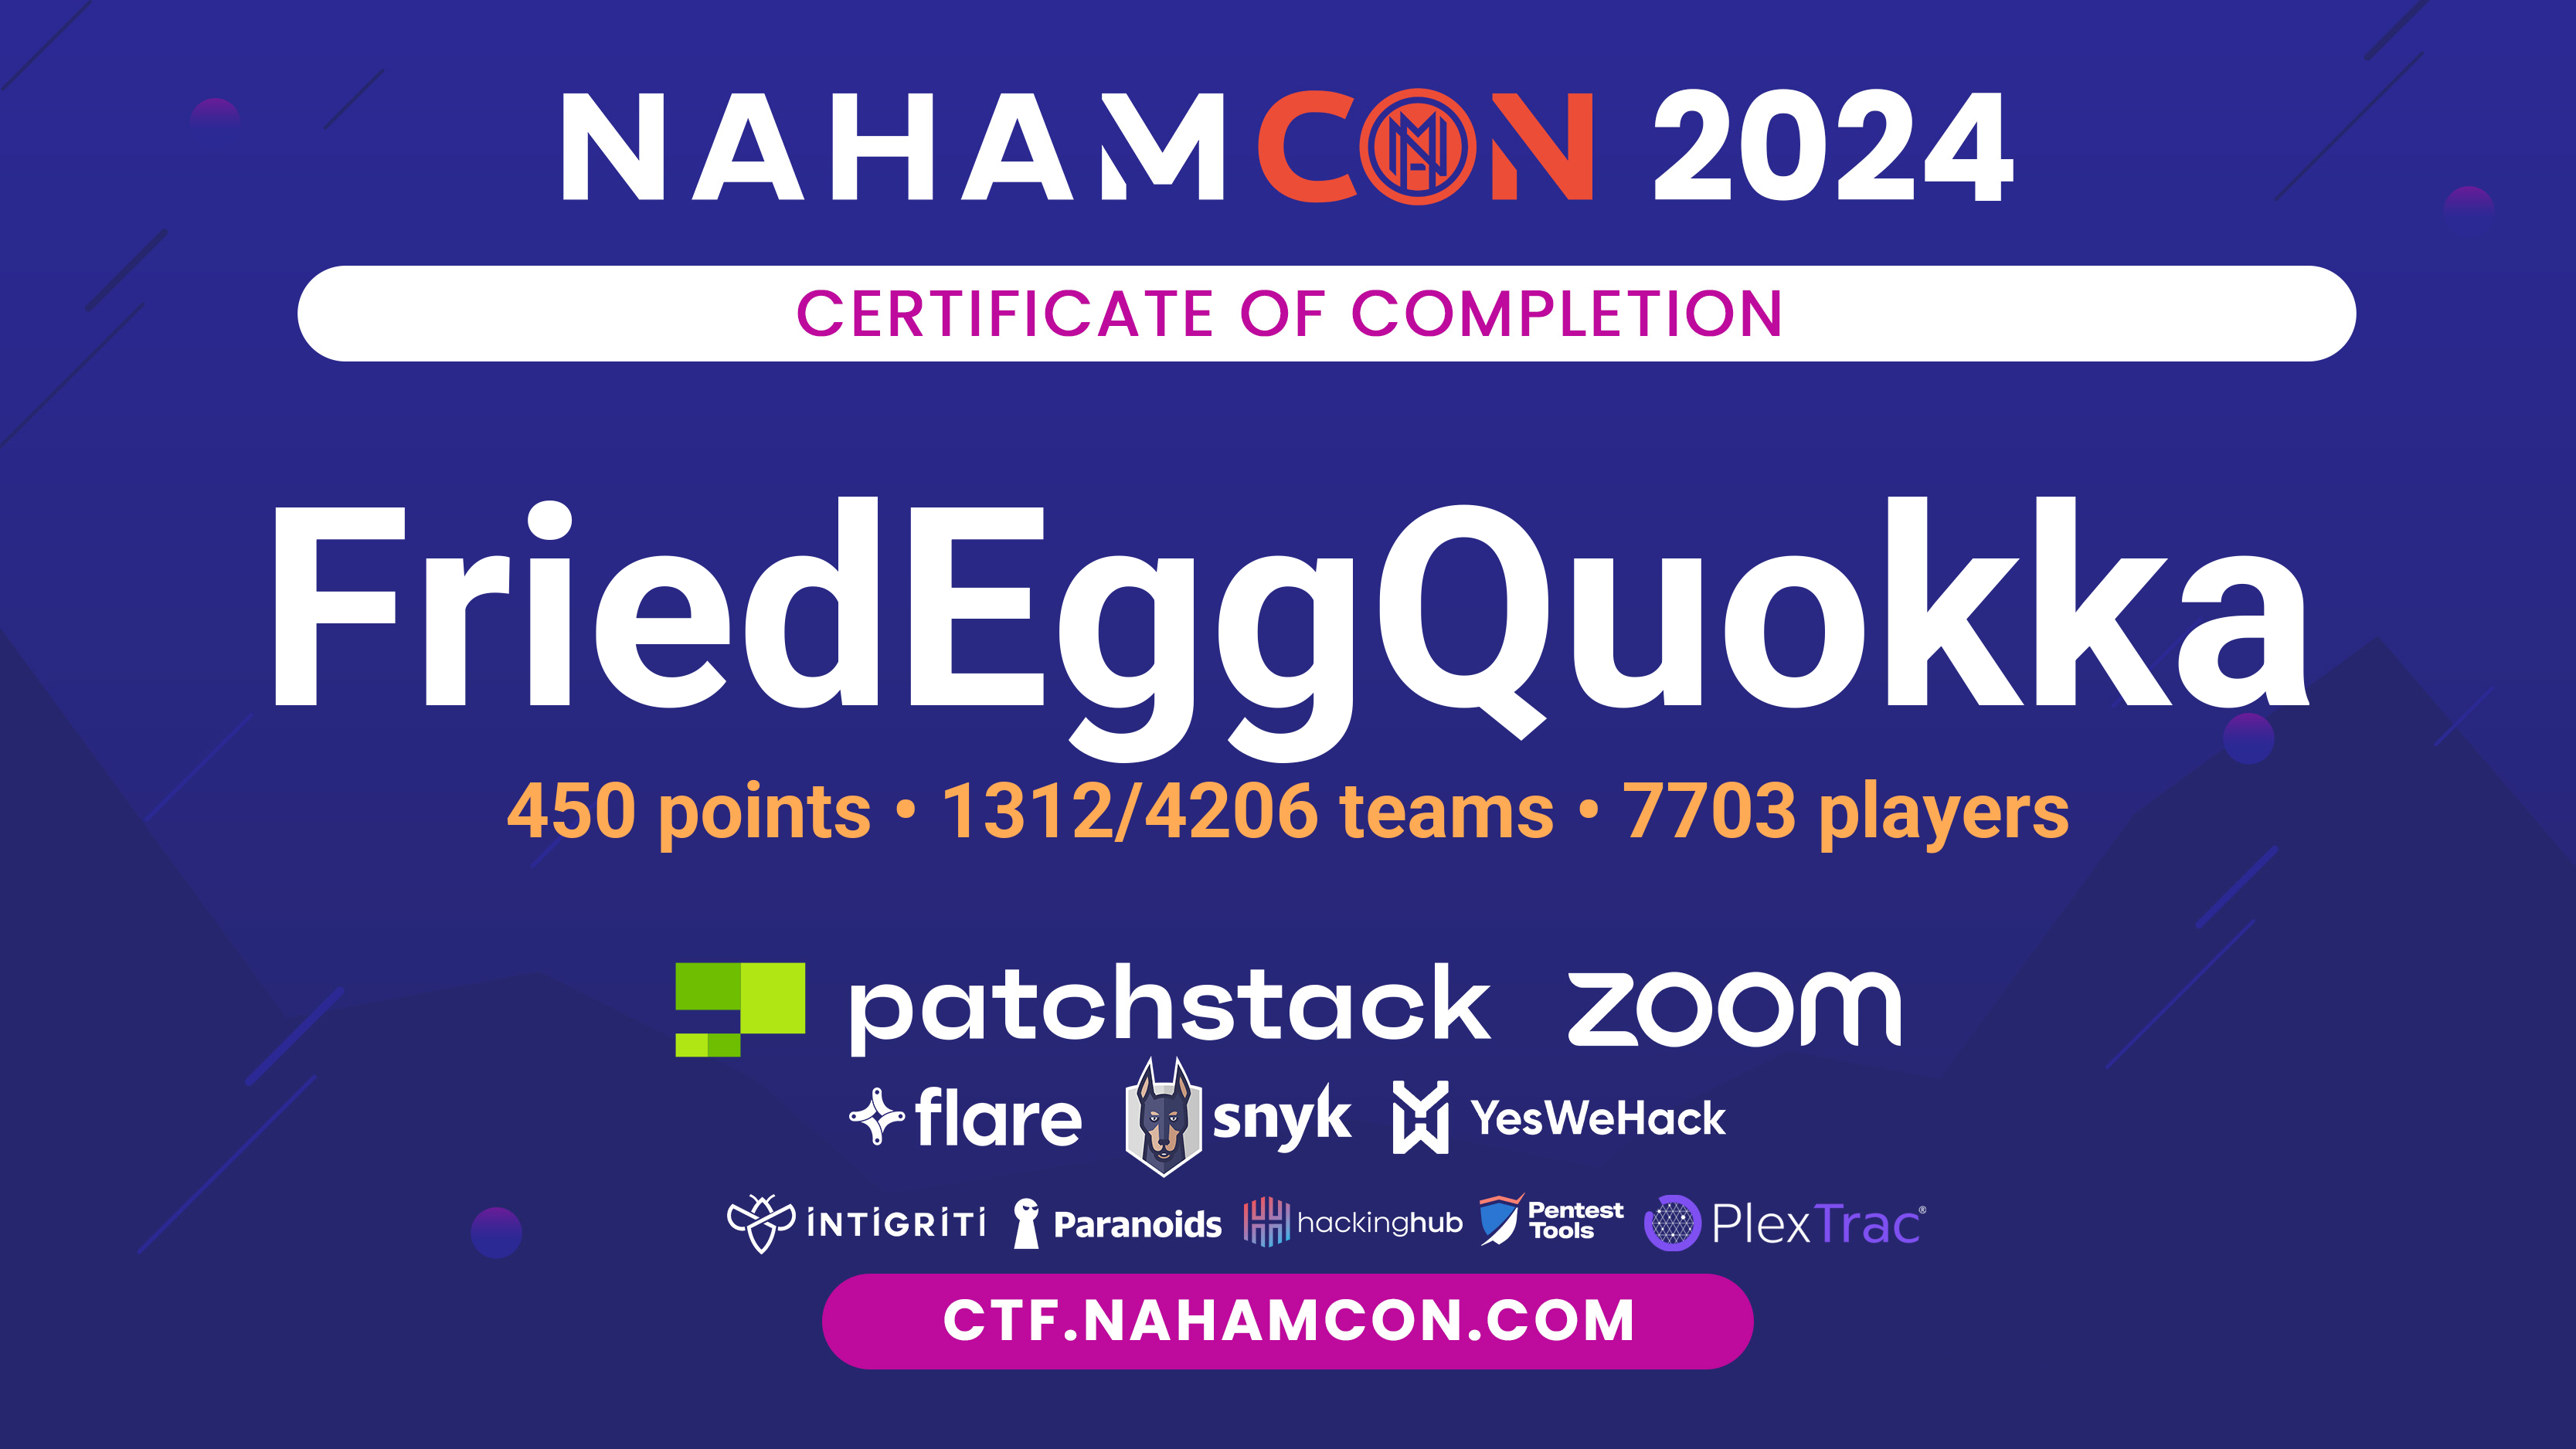 NAHAMCON 2024
CERTIFICATE OF COMPLETION
FriedEggQuokka
450 points • 1312/4206 teams • 7703 players
patchstack zoom
flare snyk YesWeHack
INTIGRITI Paranoids hackinghub Pentest Tools PlexTrac®
CTF.NAHAMCON.COM